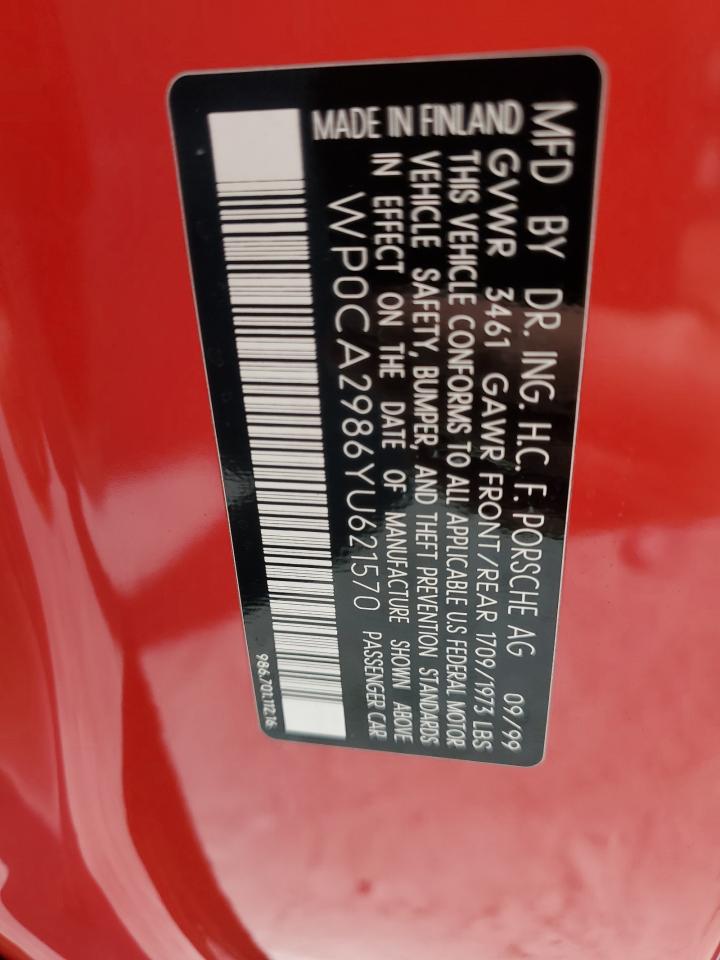 MFD BY DR. ING. H.C. F. PORSCHE AG 09/99
MADE IN FINLAND
GVWR 3461 GAWR FRONT/REAR 1709/1973 LBS
THIS VEHICLE CONFORMS TO ALL APPLICABLE U.S FEDERAL MOTOR
VEHICLE SAFETY, BUMPER, AND THEFT PREVENTION STANDARDS
IN EFFECT ON THE DATE OF MANUFACTURE SHOWN ABOVE
WP0CA2986YU621570 PASSENGER CAR
986.701.112.16